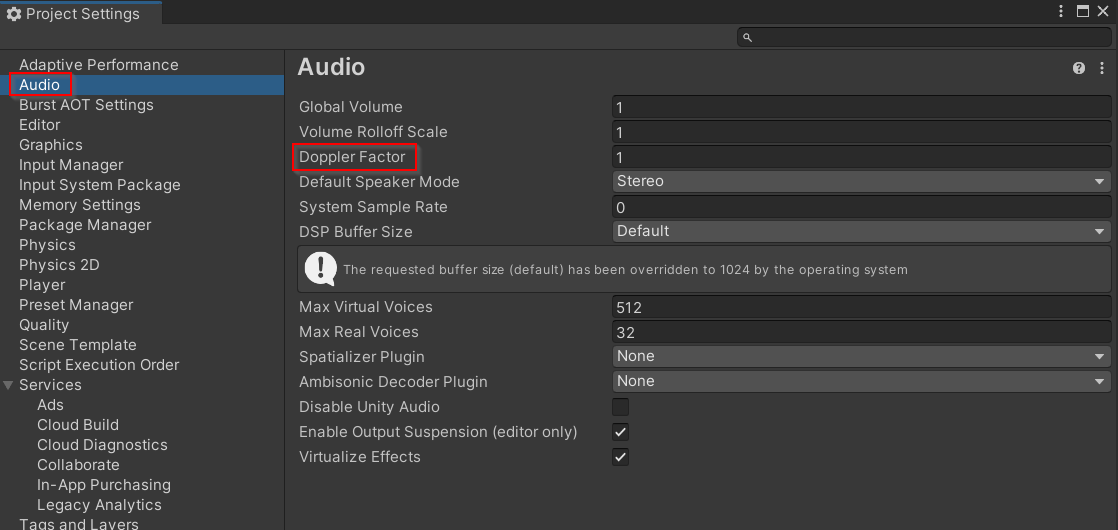 Project Settings
Adaptive Performance
Audio
Burst AOT Settings
Editor
Graphics
Input Manager
Input System Package
Memory Settings
Package Manager
Physics
Physics 2D
Player
Preset Manager
Quality
Scene Template
Script Execution Order
Services
Ads
Cloud Build
Cloud Diagnostics
Collaborate
In-App Purchasing
Legacy Analytics
Tags and Layers
Audio
Global Volume 1
Volume Rolloff Scale 1
Doppler Factor 1
Default Speaker Mode Stereo
System Sample Rate 0
DSP Buffer Size Default
The requested buffer size (default) has been overridden to 1024 by the operating system
Max Virtual Voices 512
Max Real Voices 32
Spatializer Plugin None
Ambisonic Decoder Plugin None
Disable Unity Audio
Enable Output Suspension (editor only)
Virtualize Effects